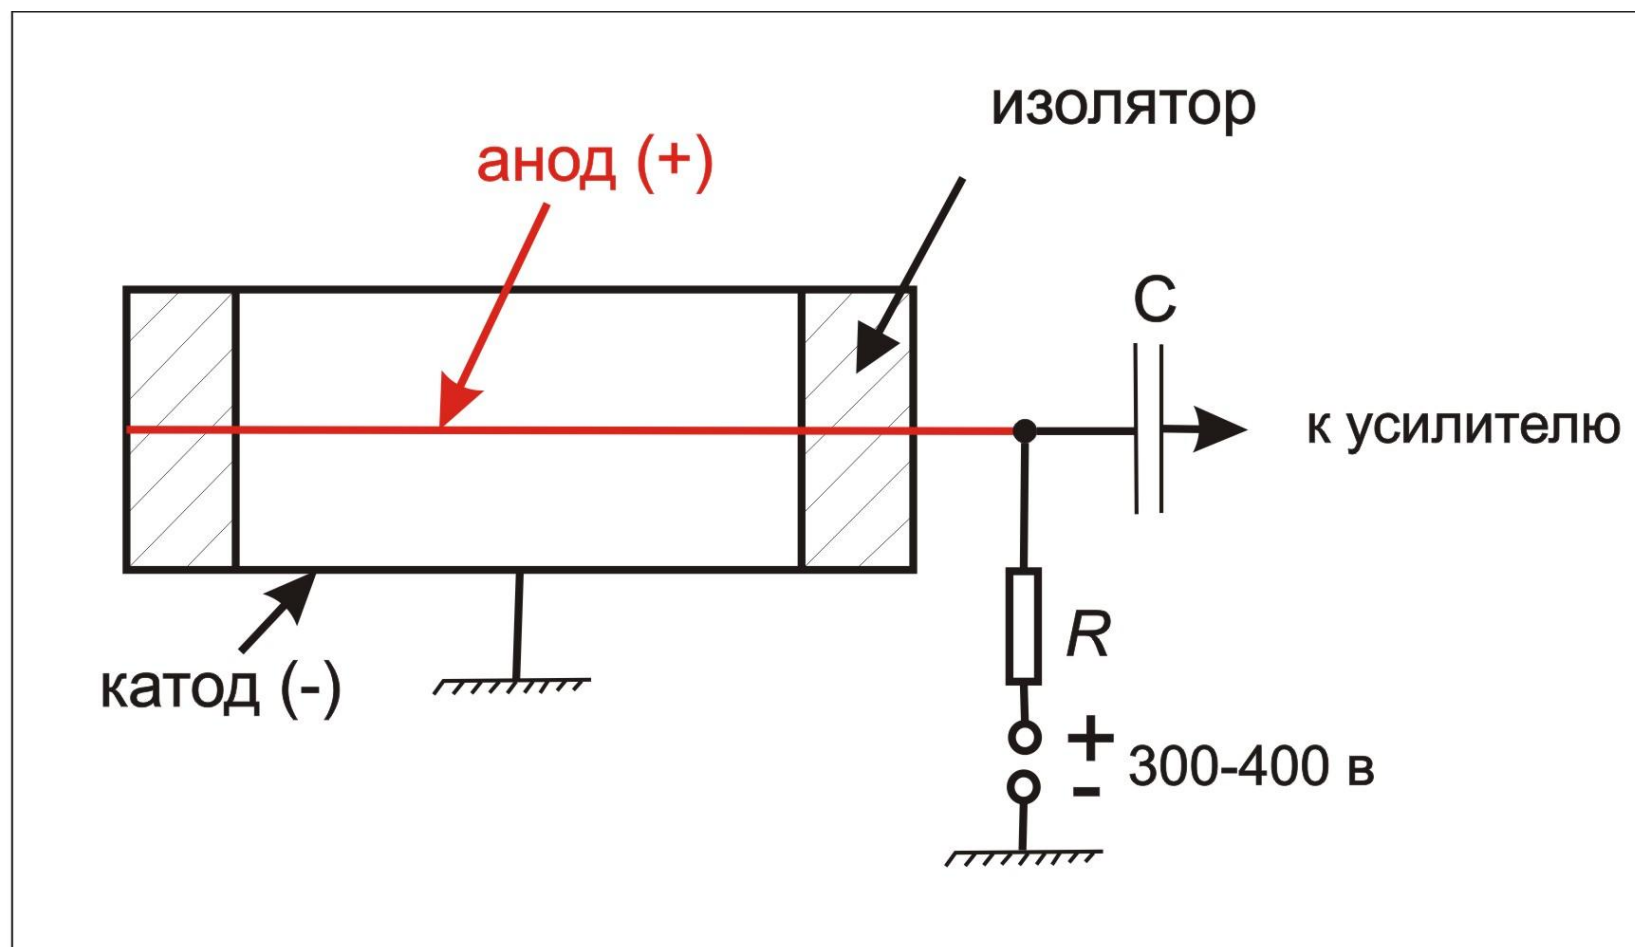 изолятор
анод (+)
C
к усилителю
R
катод (-)
+
300-400 в
-